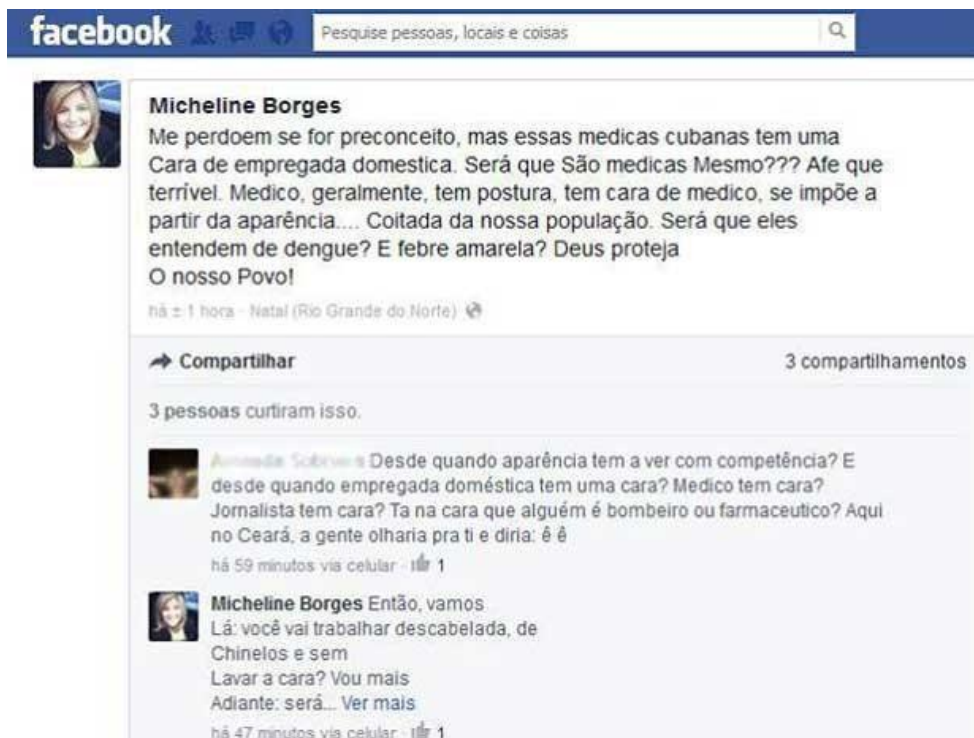 facebook
Pesquise pessoas, locais e coisas
Micheline Borges
Me perdoem se for preconceito, mas essas medicas cubanas tem uma
Cara de empregada domestica. Será que São medicas Mesmo??? Afe que
terrível. Medico, geralmente, tem postura, tem cara de medico, se impõe a
partir da aparência.... Coitada da nossa população. Será que eles
entendem de dengue? E febre amarela? Deus proteja
O nosso Povo!
há ± 1 hora · Natal (Rio Grande do Norte)
Compartilhar 3 compartilhamentos
3 pessoas curtiram isso.
Desde quando aparência tem a ver com competência? E
desde quando empregada doméstica tem uma cara? Medico tem cara?
Jornalista tem cara? Ta na cara que alguém é bombeiro ou farmaceutico? Aqui
no Ceará, a gente olharia pra ti e diria: ê ê
há 59 minutos via celular · 1
Micheline Borges Então, vamos
Lá: você vai trabalhar descabelada, de
Chinelos e sem
Lavar a cara? Vou mais
Adiante: será... Ver mais
há 47 minutos via celular · 1